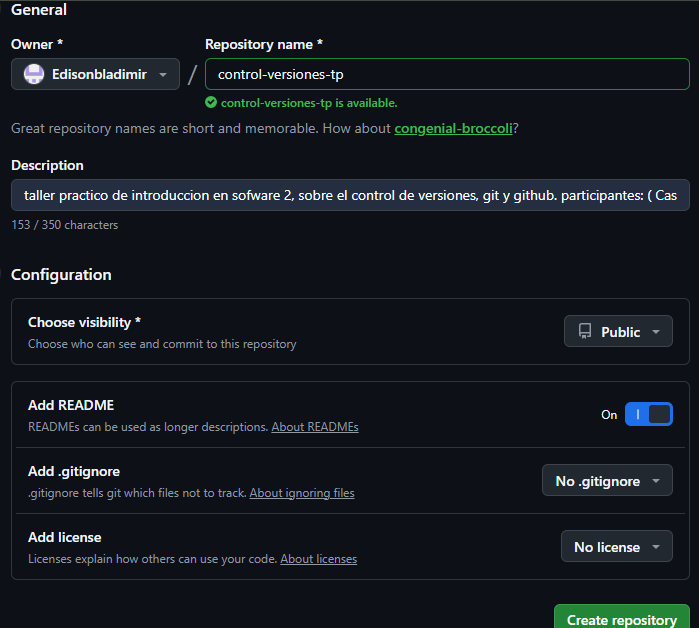 General
Owner * Repository name *
Edisonbladimir / control-versiones-tp
control-versiones-tp is available.
Great repository names are short and memorable. How about congenial-broccoli?
Description
taller practico de introduccion en sofware 2, sobre el control de versiones, git y github. participantes: ( Cas
153 / 350 characters
Configuration
Choose visibility *
Choose who can see and commit to this repository
Public
Add README
READMEs can be used as longer descriptions. About READMEs
On
Add .gitignore
.gitignore tells git which files not to track. About ignoring files
No .gitignore
Add license
Licenses explain how others can use your code. About licenses
No license
Create repository